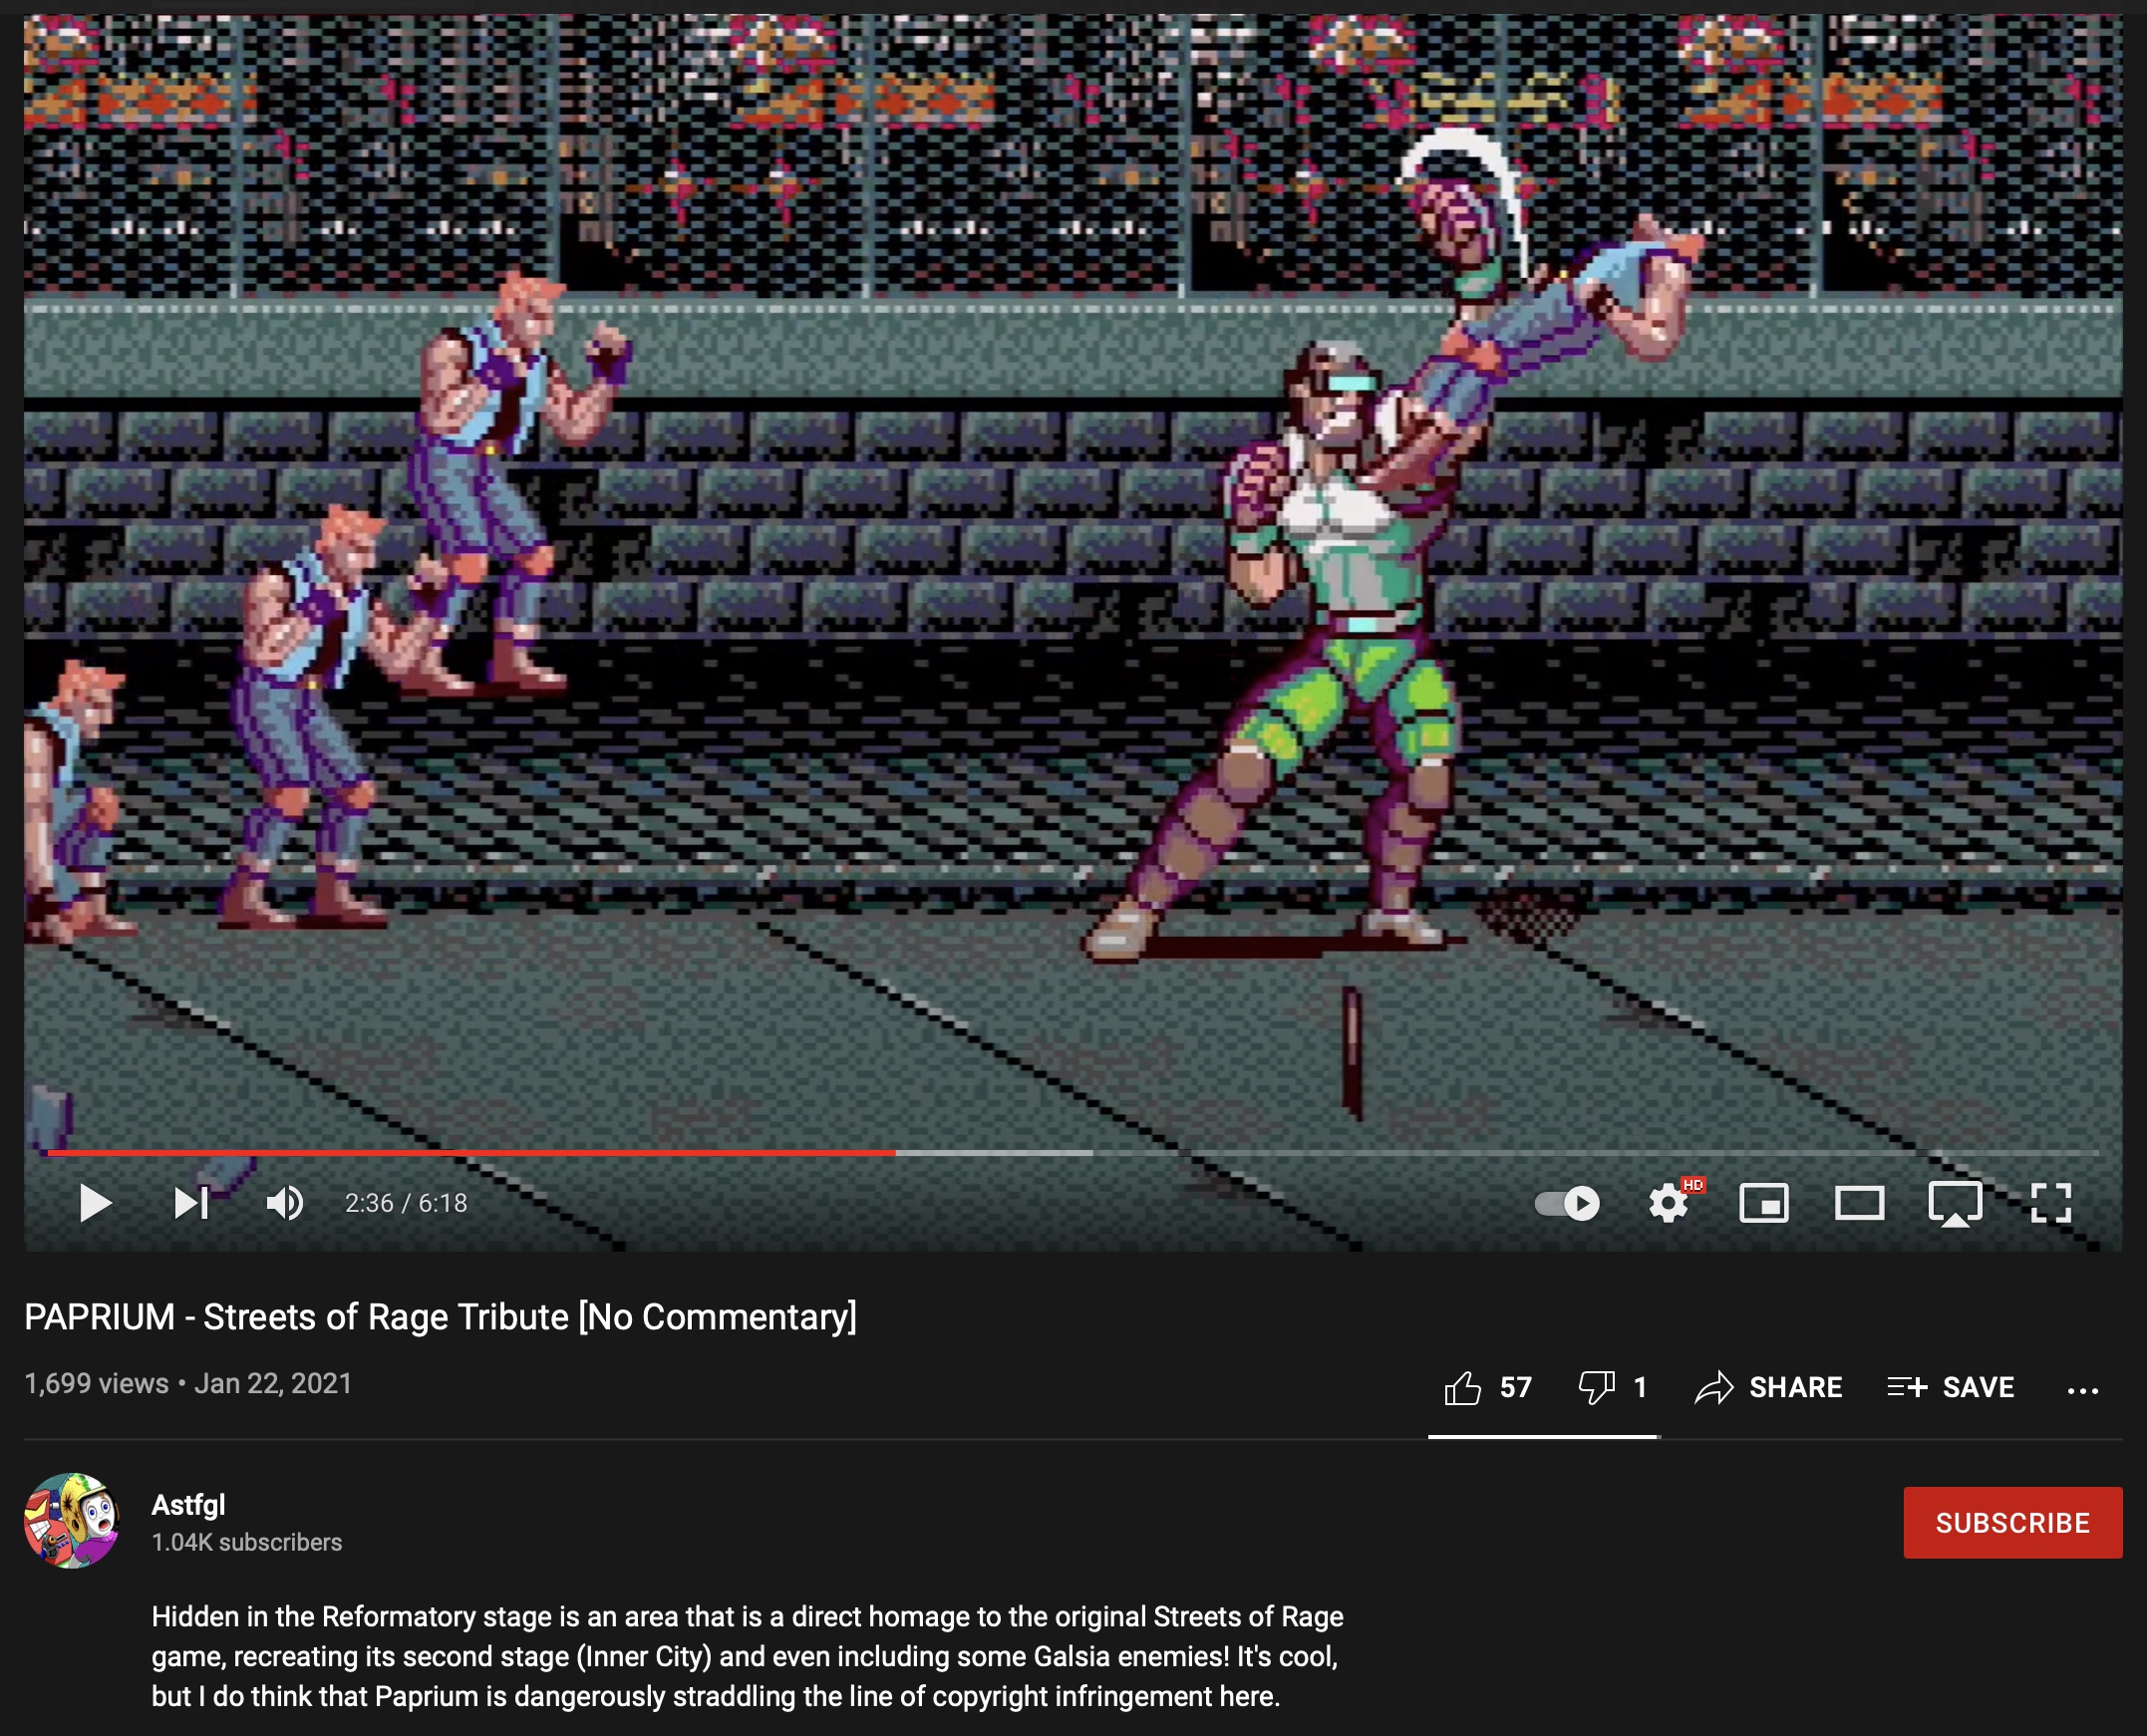 HD
2:36 / 6:18
PAPRIUM - Streets of Rage Tribute [No Commentary]
1,699 views • Jan 22, 2021
57 1 SHARE SAVE ...
Astfgl
1.04K subscribers
SUBSCRIBE
Hidden in the Reformatory stage is an area that is a direct homage to the original Streets of Rage
game, recreating its second stage (Inner City) and even including some Galsia enemies! It's cool,
but I do think that Paprium is dangerously straddling the line of copyright infringement here.